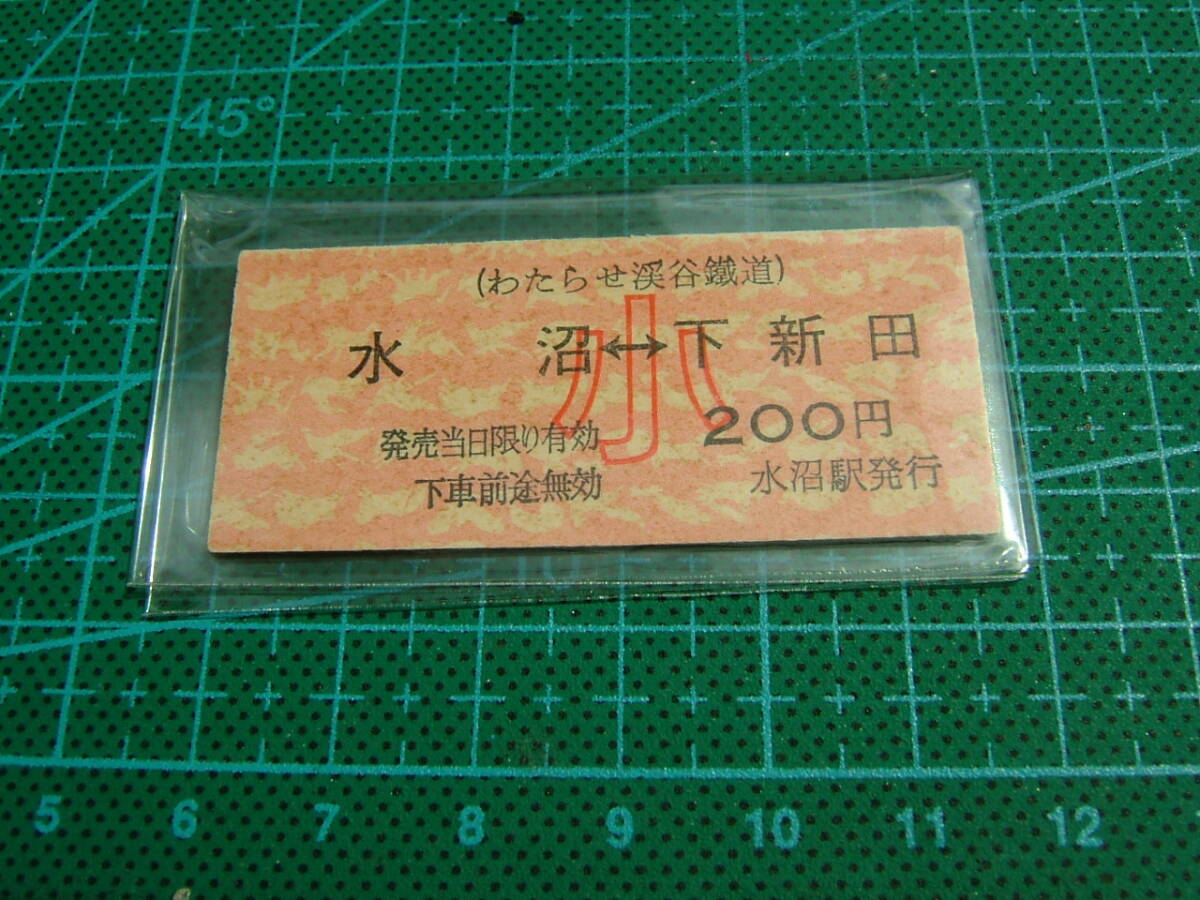 45°
(わたらせ渓谷鐵道)
水沼↔下新田
小
発売当日限り有効 200円
下車前途無効 水沼駅発行
5 6 7 8 9 10 11 12